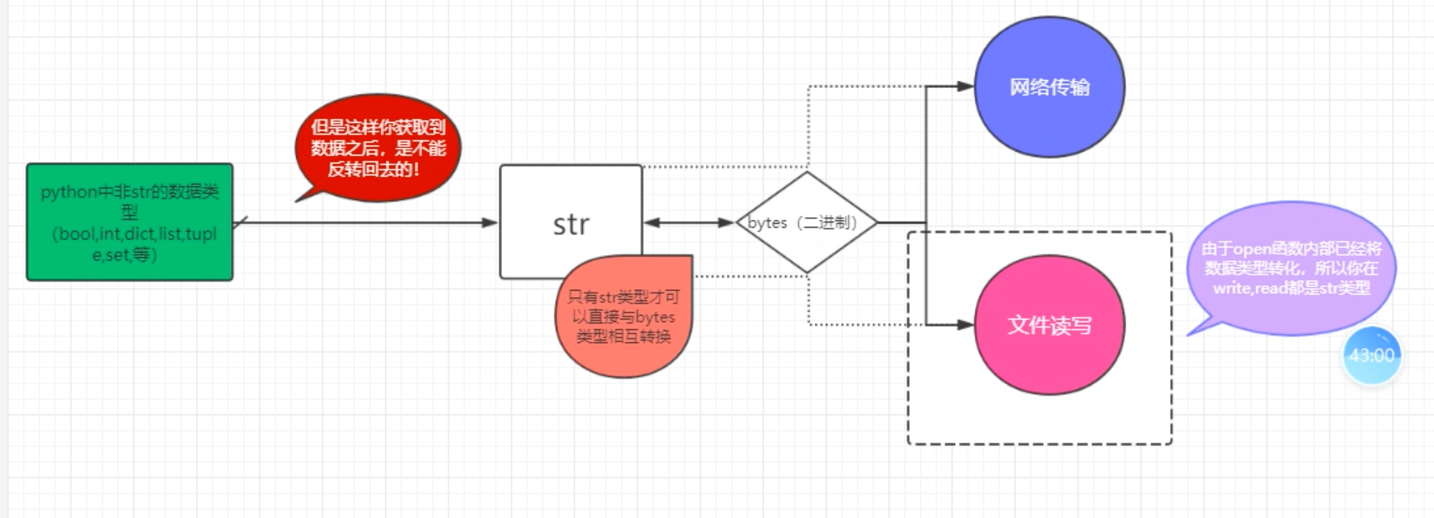 网络传输
但是这样你获取到
数据之后，是不能
反转回去的！
python中非str的数据类
型
（bool,int,dict,list,tupl
e,set,等）
str
bytes（二进制）
只有str类型才可
以直接与bytes
类型相互转换
文件读写
由于open函数内部已经将
数据类型转化，所以你在
write,read都是str类型
43:00